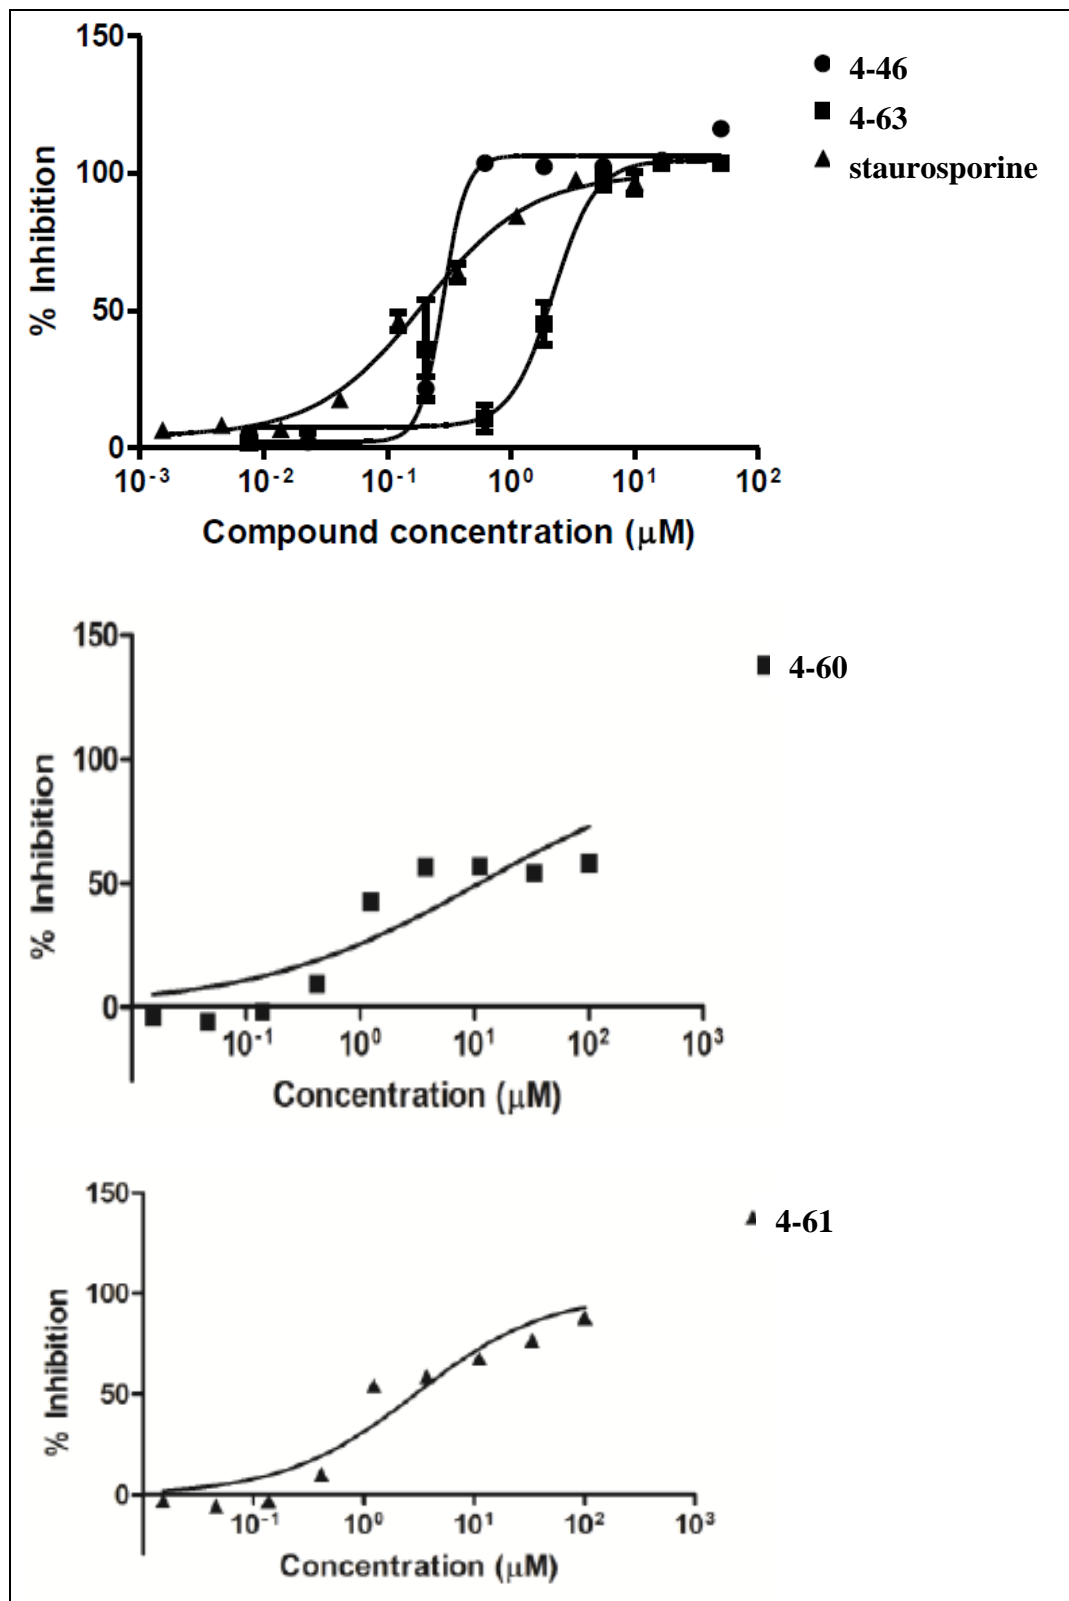 150
100
50
0
% Inhibition
10-3 10-2 10-1 100 101 102
Compound concentration (μM)
4-46
4-63
staurosporine
150
100
50
0
% Inhibition
10-1 100 101 102 103
Concentration (μM)
4-60
150
100
50
0
% Inhibition
10-1 100 101 102 103
Concentration (μM)
4-61